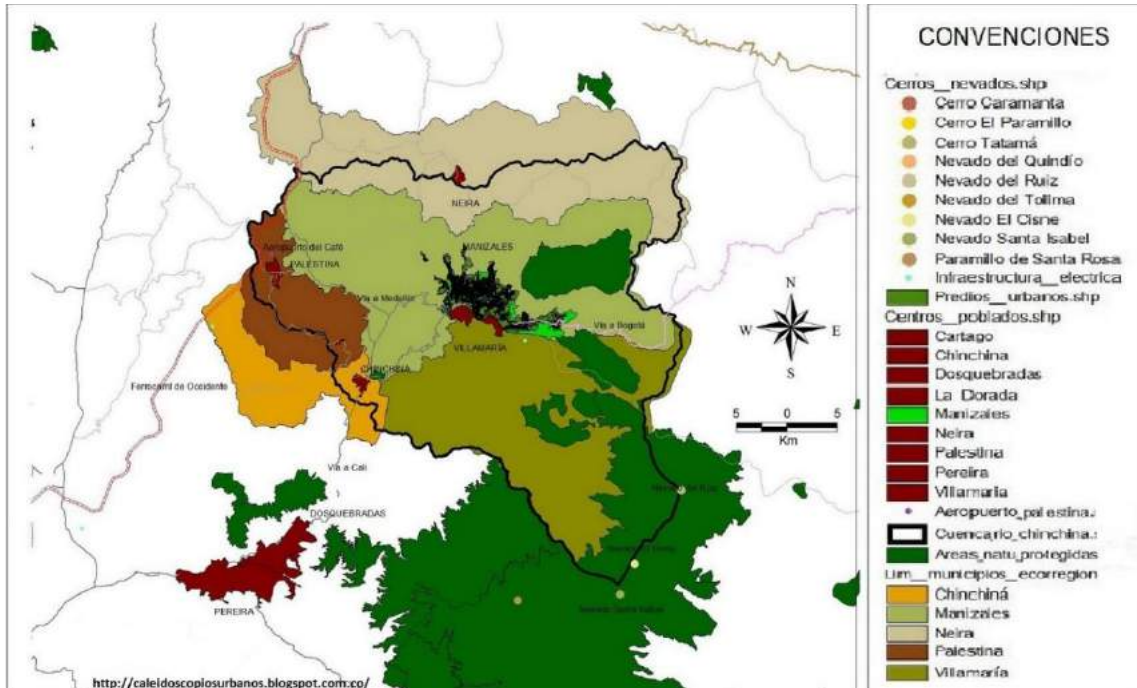 NEIRA
MANIZALES
Aeropuerto del Café
PALESTINA
Vía a Medellín
Vía a Bogotá
VILLAMARÍA
CHINCHINÁ
Ferrocarril de Occidente
Vía a Cali
DOSQUEBRADAS
PEREIRA
N
W
E
S
5 0 5
Km
http://caleidoscopiosurbanos.blogspot.com.co/
CONVENCIONES
Cerros_nevados.shp
Cerro Caramanta
Cerro El Paramillo
Cerro Tatamá
Nevado del Quindío
Nevado del Ruiz
Nevado del Tolima
Nevado El Cisne
Nevado Santa Isabel
Paramillo de Santa Rosa
Infraestructura_electrica
Predios_urbanos.shp
Centros_poblados.shp
Cartago
Chinchina
Dosquebradas
La Dorada
Manizales
Neira
Palestina
Pereira
Villamaria
Aeropuerto_palestina.
Cuencario_chinchina.
Areas_natu_protegidas
Lim_municipios_ecorregion
Chinchiná
Manizales
Neira
Palestina
Villamaría